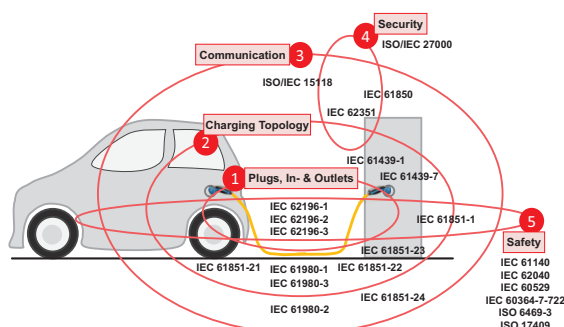 4 Security
ISO/IEC 27000
Communication 3
ISO/IEC 15118
IEC 61850
IEC 62351
Charging Topology
2
IEC 61439-1
1 Plugs, In- & Outlets
IEC 61439-7
IEC 62196-1
IEC 62196-2
IEC 62196-3
IEC 61851-1
5
Safety
IEC 61851-23
IEC 61851-21
IEC 61980-1
IEC 61851-22
IEC 61980-3
IEC 61851-24
IEC 61980-2
IEC 61140
IEC 62040
IEC 60529
IEC 60364-7-722
ISO 6469-3
ISO 17409